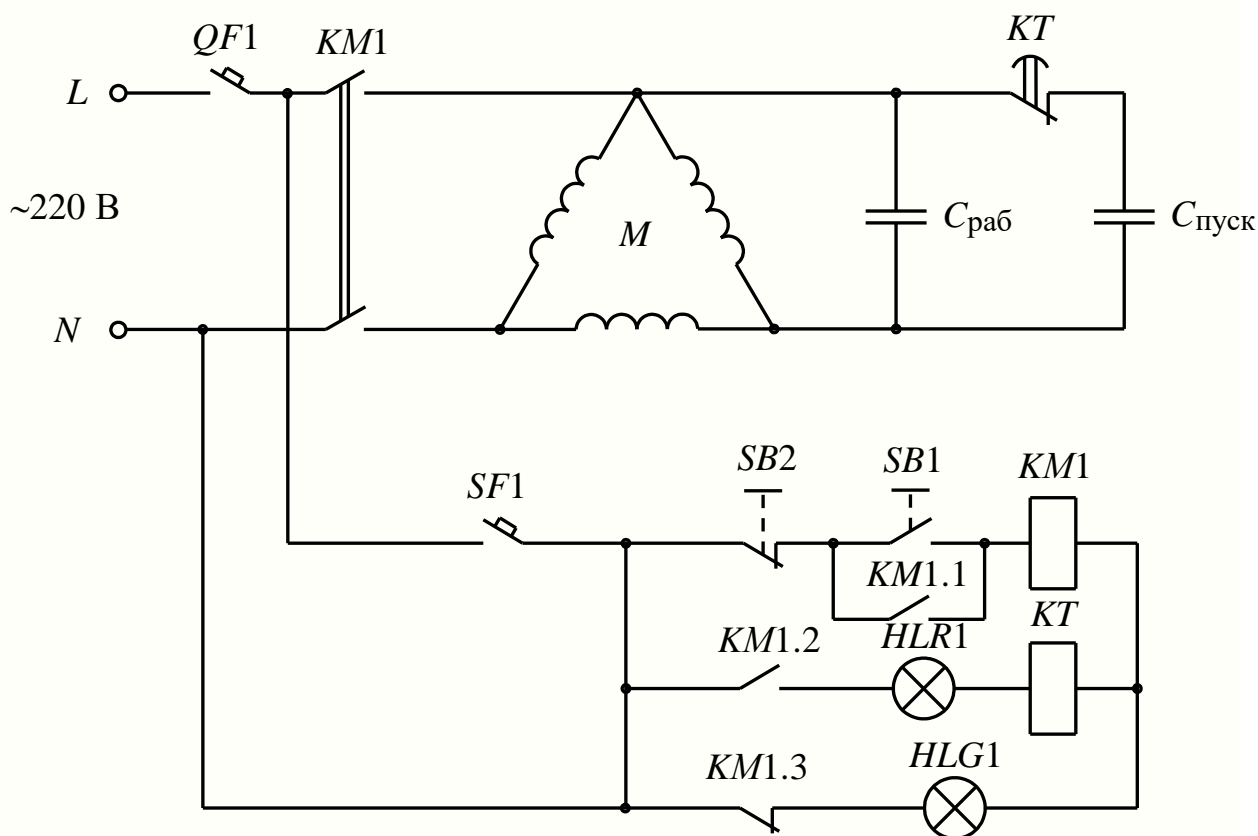 QF1
KM1
KT
L
~220 В
M
Cраб
Cпуск
N
SB2
SB1
KM1
SF1
KM1.1
KT
KM1.2
HLR1
KM1.3
HLG1